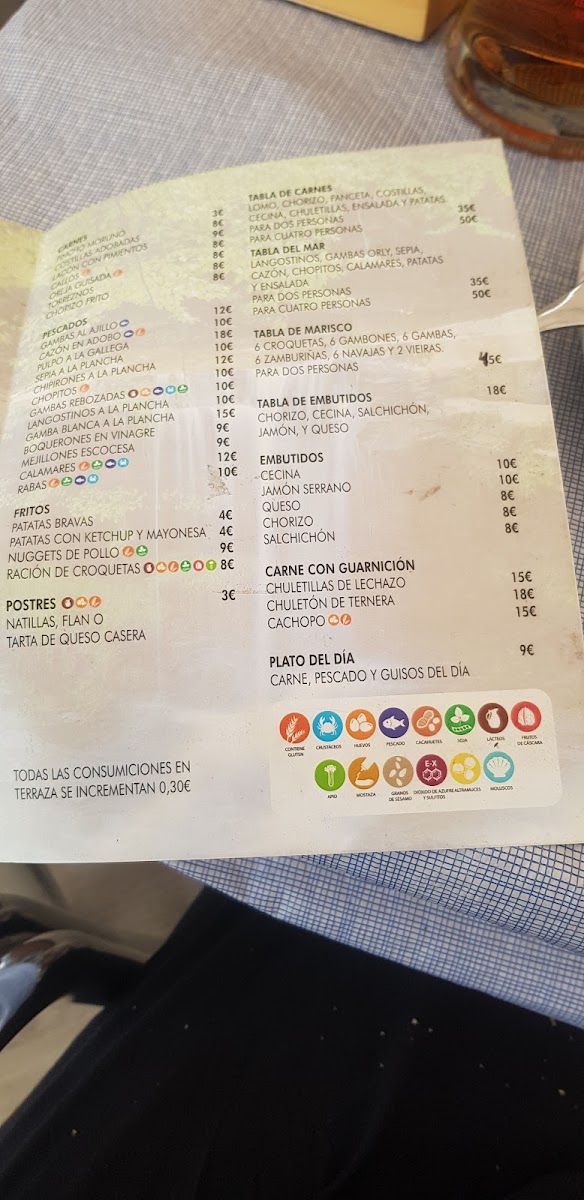 CARNES
PINCHO MORUNO 3€
COSTILLAS ADOBADAS 8€
LACÓN CON PIMIENTOS 9€
CALLOS 8€
OREJA GUISADA 8€
TORREZNOS 8€
CHORIZO FRITO 8€
PESCADOS
GAMBAS AL AJILLO 12€
CAZÓN EN ADOBO 10€
PULPO A LA GALLEGA 18€
SEPIA A LA PLANCHA 10€
CHIPIRONES A LA PLANCHA 12€
CHOPITOS 10€
GAMBAS REBOZADAS 10€
LANGOSTINOS A LA PLANCHA 10€
GAMBA BLANCA A LA PLANCHA 15€
BOQUERONES EN VINAGRE 9€
MEJILLONES ESCOCESA 9€
CALAMARES 12€
RABAS 10€
FRITOS
PATATAS BRAVAS 4€
PATATAS CON KETCHUP Y MAYONESA 4€
NUGGETS DE POLLO 9€
RACIÓN DE CROQUETAS 8€
POSTRES 3€
NATILLAS, FLAN O
TARTA DE QUESO CASERA
TODAS LAS CONSUMICIONES EN
TERRAZA SE INCREMENTAN 0,30€
TABLA DE CARNES
LOMO, CHORIZO, PANCETA, COSTILLAS,
CECINA, CHULETILLAS, ENSALADA Y PATATAS
PARA DOS PERSONAS 35€
PARA CUATRO PERSONAS 50€
TABLA DEL MAR
LANGOSTINOS, GAMBAS ORLY, SEPIA,
CAZÓN, CHOPITOS, CALAMARES, PATATAS
Y ENSALADA
PARA DOS PERSONAS 35€
PARA CUATRO PERSONAS 50€
TABLA DE MARISCO
6 CROQUETAS, 6 GAMBONES, 6 GAMBAS,
6 ZAMBURIÑAS, 6 NAVAJAS Y 2 VIEIRAS.
PARA DOS PERSONAS 45€
TABLA DE EMBUTIDOS 18€
CHORIZO, CECINA, SALCHICHÓN,
JAMÓN, Y QUESO
EMBUTIDOS
CECINA 10€
JAMÓN SERRANO 10€
QUESO 8€
CHORIZO 8€
SALCHICHÓN 8€
CARNE CON GUARNICIÓN
CHULETILLAS DE LECHAZO 15€
CHULETÓN DE TERNERA 18€
CACHOPO 15€
PLATO DEL DÍA 9€
CARNE, PESCADO Y GUISOS DEL DÍA
CONTIENE GLUTEN CRUSTÁCEOS HUEVOS PESCADO CACAHUETES SOJA LÁCTEOS FRUTOS DE CÁSCARA
E-X
APIO MOSTAZA GRANOS DE SÉSAMO DIÓXIDO DE AZUFRE Y SULFITOS ALTRAMUCES MOLUSCOS